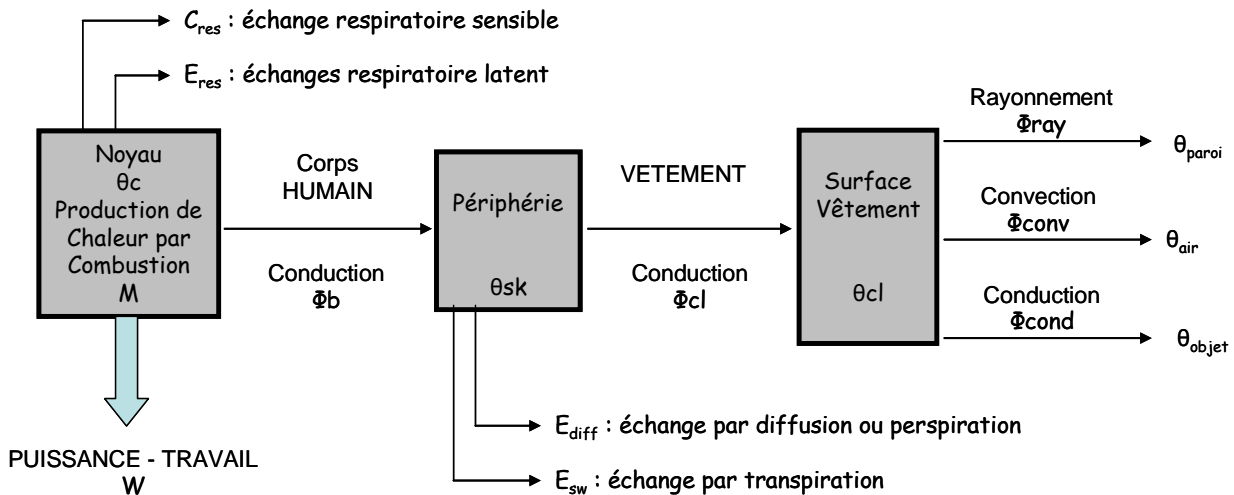 Cres : échange respiratoire sensible
Eres : échanges respiratoire latent
Noyau
θc
Production de
Chaleur par
Combustion
M
PUISSANCE - TRAVAIL
W
Corps
HUMAIN
Conduction
Φb
Périphérie
θsk
VETEMENT
Conduction
Φcl
Surface
Vêtement
θcl
Rayonnement
Φray
θparoi
Convection
Φconv
θair
Conduction
Φcond
θobjet
Ediff : échange par diffusion ou perspiration
Esw : échange par transpiration